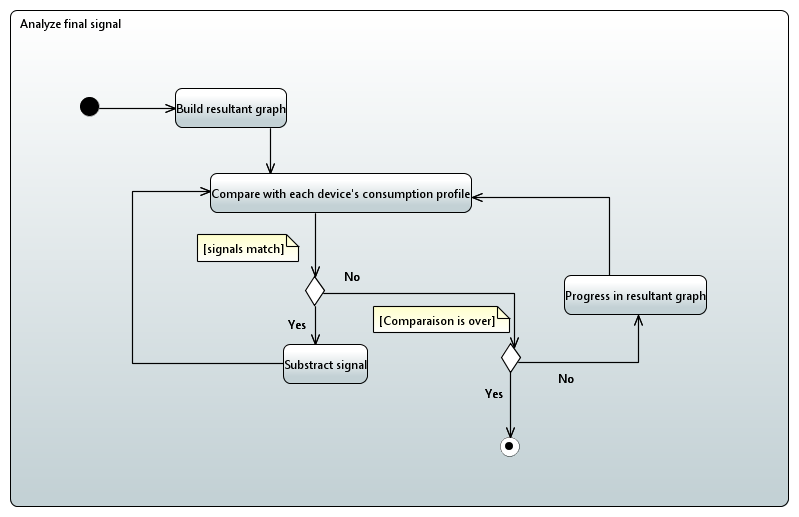 Analyze final signal
Build resultant graph
Compare with each device's consumption profile
[signals match]
No
Progress in resultant graph
[Comparaison is over]
Yes
Substract signal
No
Yes